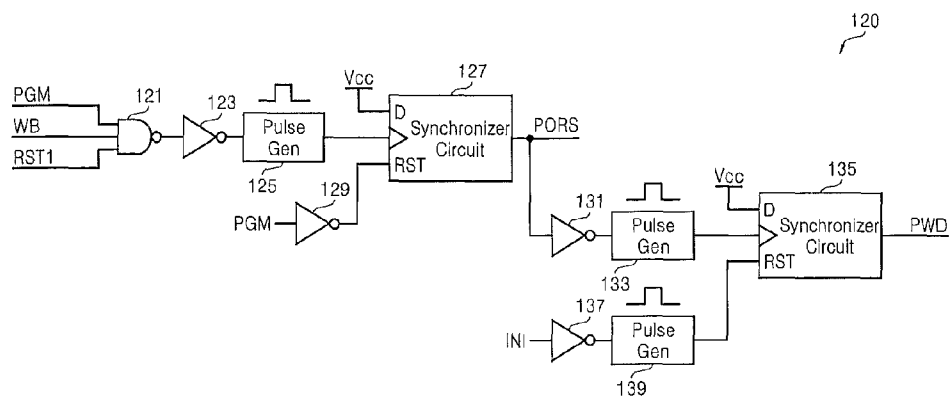 120
PGM
WB
RST1
121
123
Pulse
Gen
125
Vcc
127
D
Synchronizer
Circuit
RST
PORS
PGM
129
131
Pulse
Gen
133
Vcc
135
D
Synchronizer
Circuit
RST
PWD
INI
137
Pulse
Gen
139